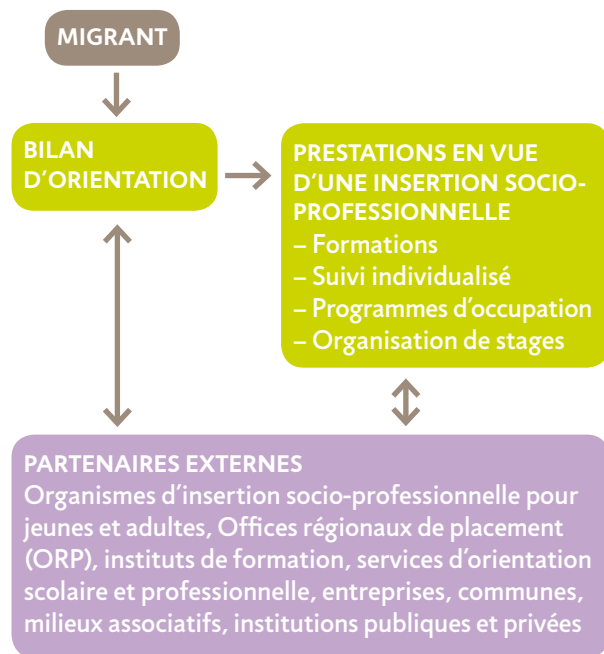 MIGRANT
BILAN
D'ORIENTATION
PRESTATIONS EN VUE
D'UNE INSERTION SOCIO-
PROFESSIONNELLE
– Formations
– Suivi individualisé
– Programmes d'occupation
– Organisation de stages
PARTENAIRES EXTERNES
Organismes d'insertion socio-professionnelle pour
jeunes et adultes, Offices régionaux de placement
(ORP), instituts de formation, services d'orientation
scolaire et professionnelle, entreprises, communes,
milieux associatifs, institutions publiques et privées